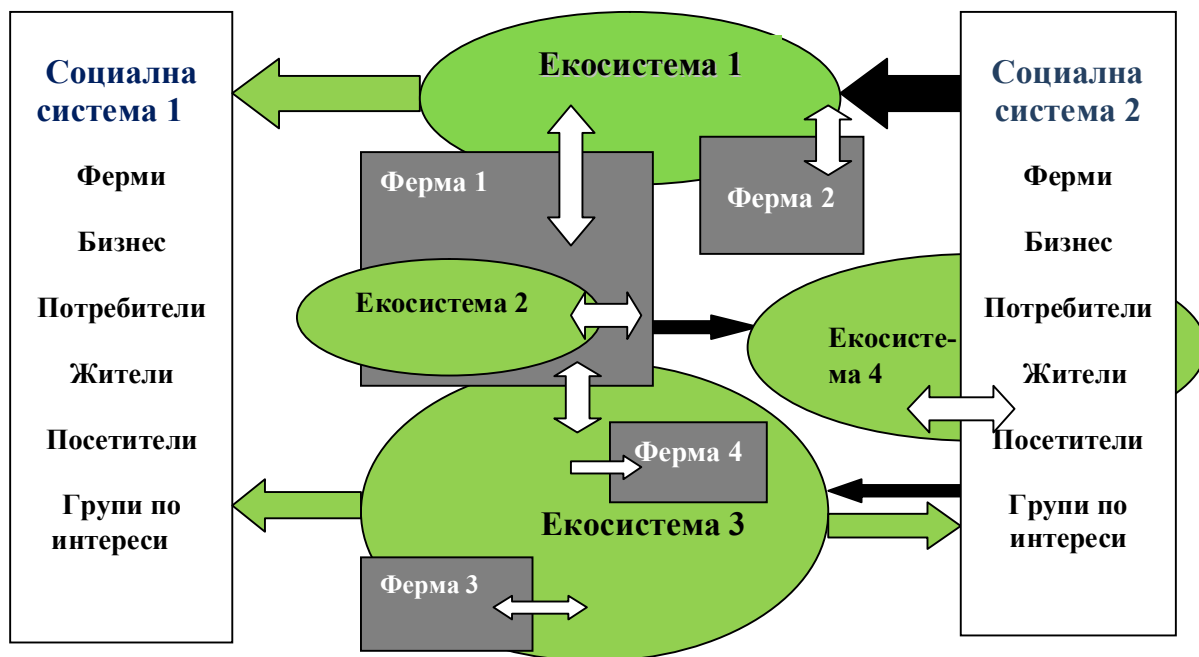 Социална
система 1
Ферми
Бизнес
Потребители
Жители
Посетители
Групи по
интереси
Екосистема 1
Ферма 1
Ферма 2
Екосистема 2
Екосисте-
ма 4
Ферма 4
Екосистема 3
Ферма 3
Социална
система 2
Ферми
Бизнес
Потребители
Жители
Посетители
Групи по
интереси